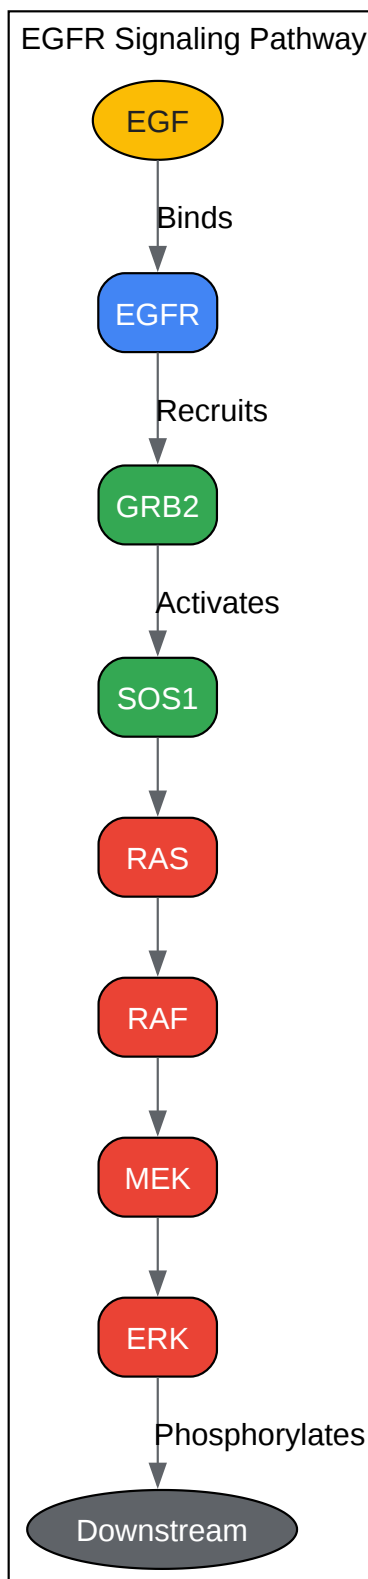 EGFR Signaling Pathway
EGF
Binds
EGFR
Recruits
GRB2
Activates
SOS1
RAS
RAF
MEK
ERK
Phosphorylates
Downstream